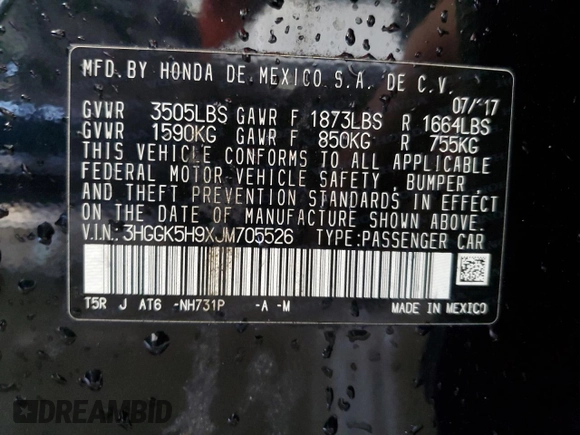 MFD. BY HONDA DE MEXICO S.A. DE C.V.
07/'17
GVWR 3505LBS GAWR F 1873LBS R 1664LBS
GVWR 1590KG GAWR F 850KG R 755KG
THIS VEHICLE CONFORMS TO ALL APPLICABLE
FEDERAL MOTOR VEHICLE SAFETY, BUMPER,
AND THEFT PREVENTION STANDARDS IN EFFECT
ON THE DATE OF MANUFACTURE SHOWN ABOVE.
V.I.N.: 3HGGK5H9XJM705526 TYPE:PASSENGER CAR
T5R J AT6 -NH731P -A -M MADE IN MEXICO
DREAMBID